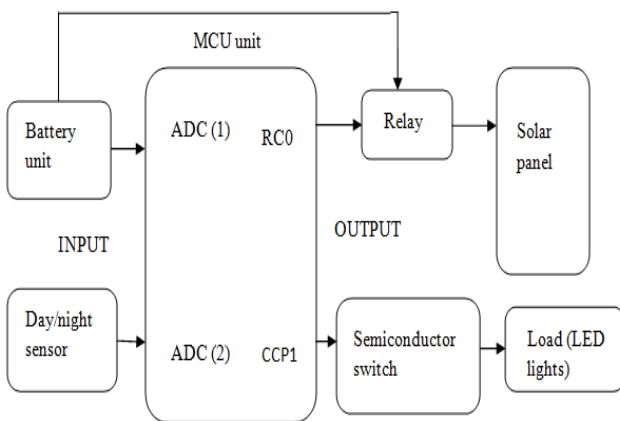 MCU unit
Battery
unit
ADC (1)
RC0
Relay
Solar
panel
INPUT
OUTPUT
Day/night
sensor
ADC (2)
CCP1
Semiconductor
switch
Load (LED
lights)